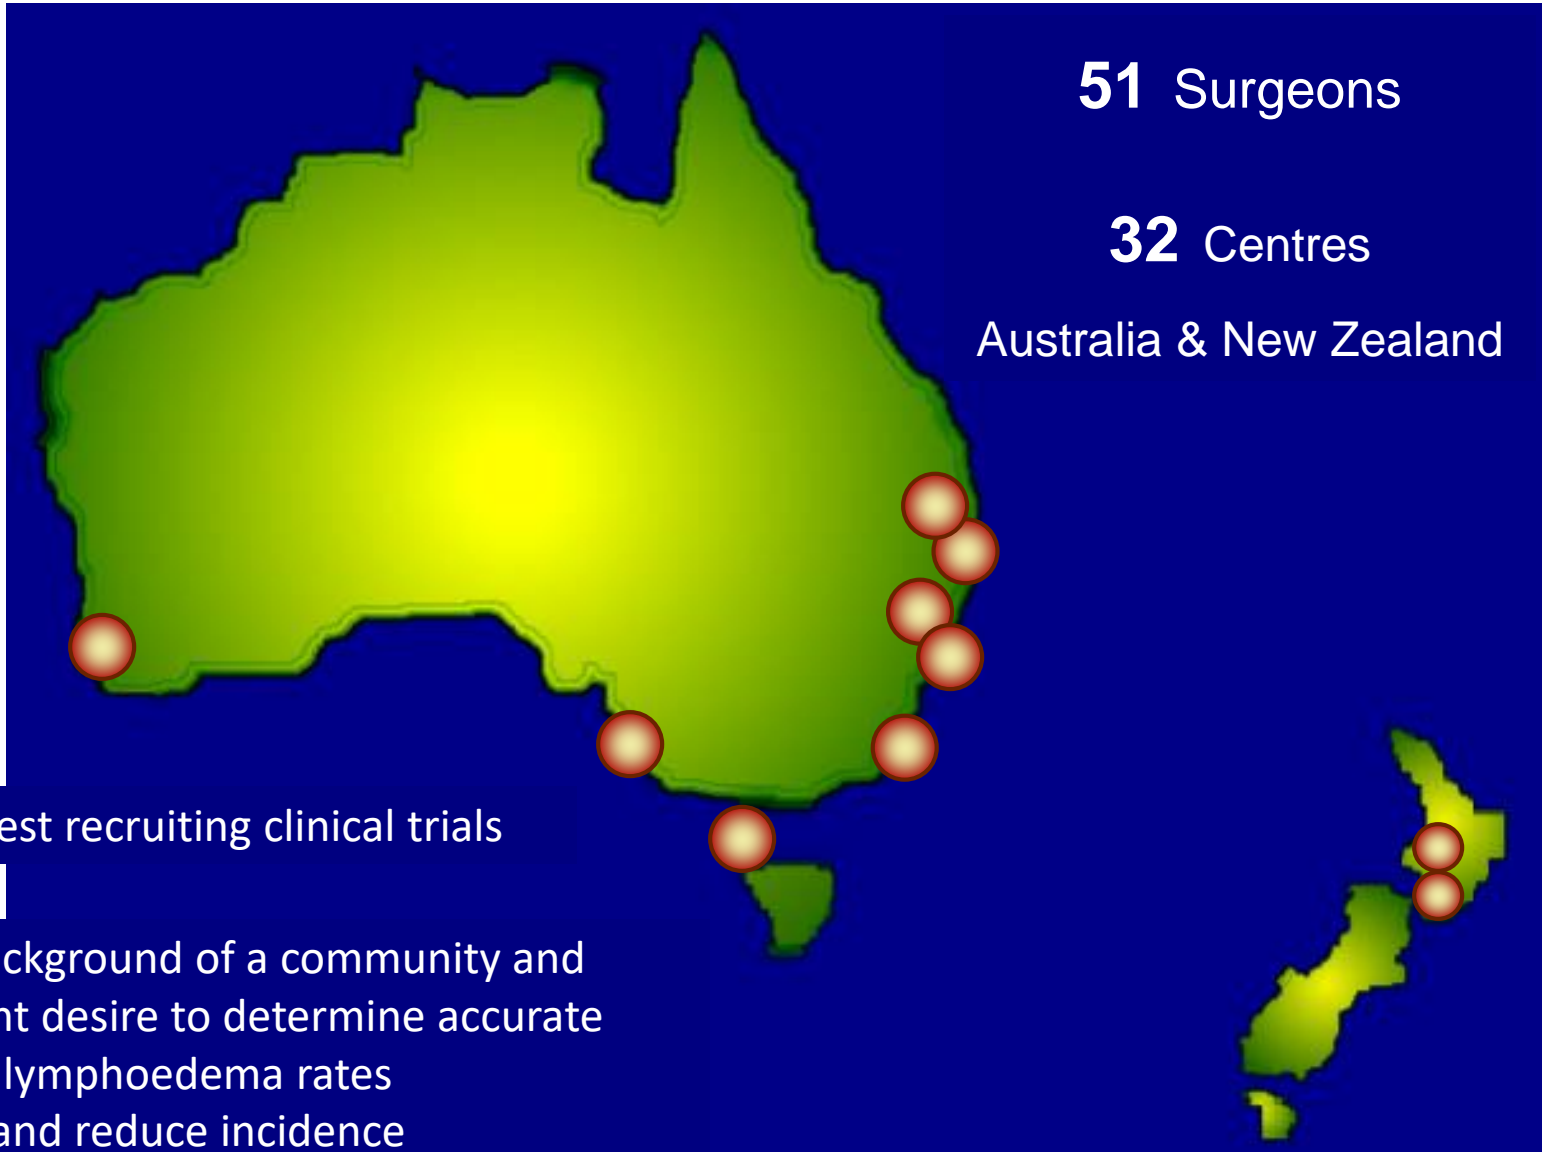 51 Surgeons
32 Centres
Australia & New Zealand
est recruiting clinical trials
ckground of a community and
nt desire to determine accurate
lymphoedema rates
and reduce incidence